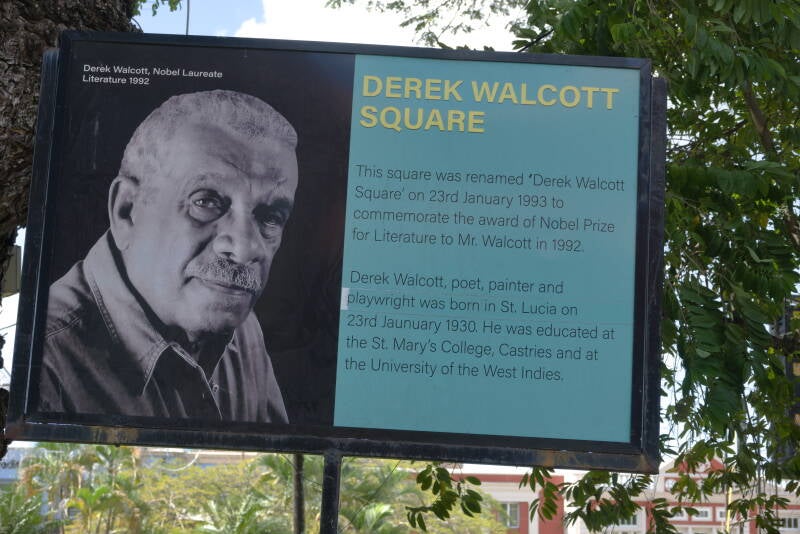 Derek Walcott, Nobel Laureate
Literature 1992
DEREK WALCOTT
SQUARE
This square was renamed 'Derek Walcott
Square' on 23rd January 1993 to
commemorate the award of Nobel Prize
for Literature to Mr. Walcott in 1992.
Derek Walcott, poet, painter and
playwright was born in St. Lucia on
23rd Jaunuary 1930. He was educated at
the St. Mary's College, Castries and at
the University of the West Indies.